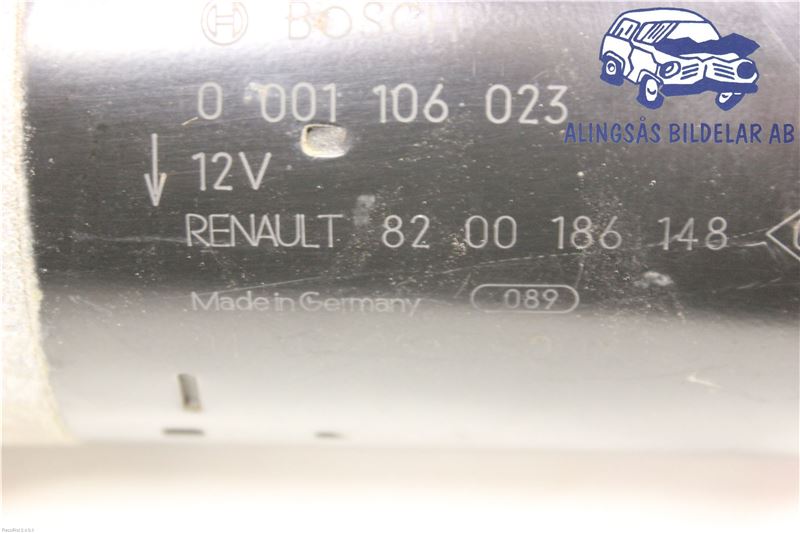 BOSCH
0 001 106 023
12V
RENAULT 82 00 186 148
Made in Germany 089
ALINGSÅS BILDELAR AB